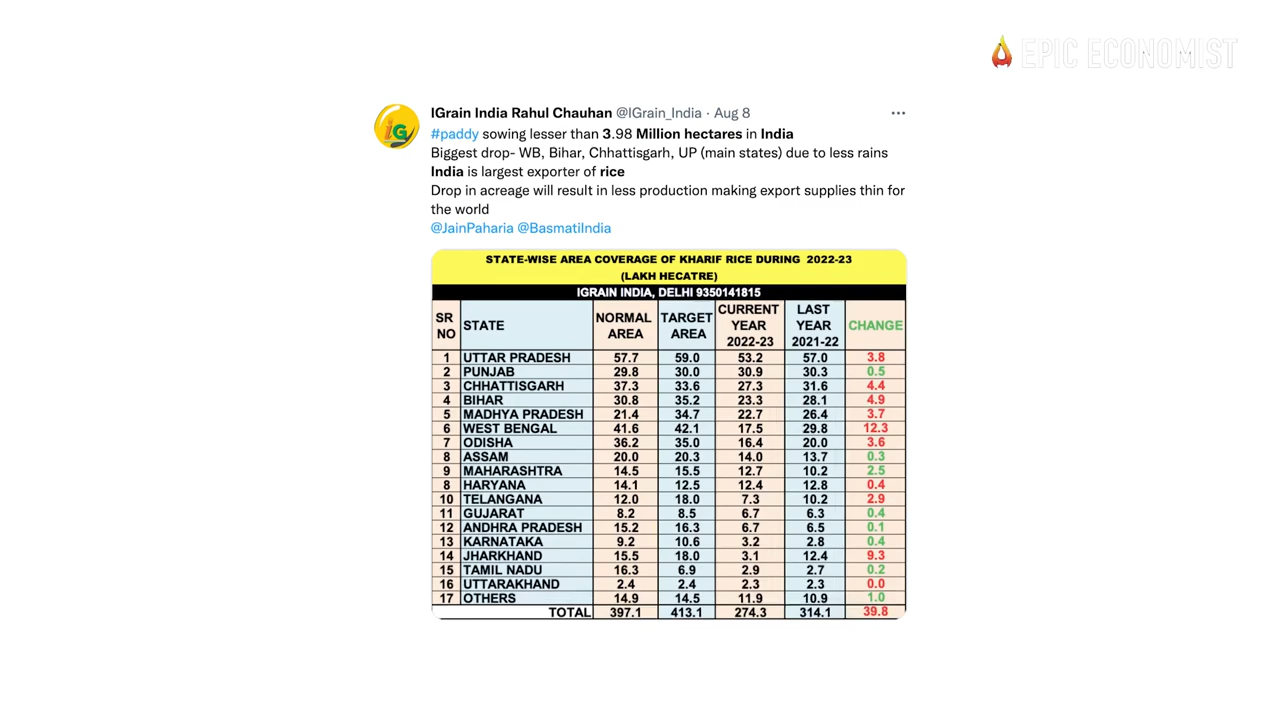 EPIC ECONOMIST
IGrain India Rahul Chauhan @IGrain_India · Aug 8
#paddy sowing lesser than 3.98 Million hectares in India
Biggest drop- WB, Bihar, Chhattisgarh, UP (main states) due to less rains
India is largest exporter of rice
Drop in acreage will result in less production making export supplies thin for
the world
@JainPaharia @BasmatiIndia
STATE-WISE AREA COVERAGE OF KHARIF RICE DURING 2022-23
(LAKH HECATRE)
IGRAIN INDIA, DELHI 9350141815
SR NO STATE NORMAL AREA TARGET AREA CURRENT YEAR 2022-23 LAST YEAR 2021-22 CHANGE
1 UTTAR PRADESH 57.7 59.0 53.2 57.0 3.8
2 PUNJAB 29.8 30.0 30.9 30.3 0.5
3 CHHATTISGARH 37.3 33.6 27.3 31.6 4.4
4 BIHAR 30.8 35.2 23.3 28.1 4.9
5 MADHYA PRADESH 21.4 34.7 22.7 26.4 3.7
6 WEST BENGAL 41.6 42.1 17.5 29.8 12.3
7 ODISHA 36.2 35.0 16.4 20.0 3.6
8 ASSAM 20.0 20.3 14.0 13.7 0.3
9 MAHARASHTRA 14.5 15.5 12.7 10.2 2.5
8 HARYANA 14.1 12.5 12.4 12.8 0.4
10 TELANGANA 12.0 18.0 7.3 10.2 2.9
11 GUJARAT 8.2 8.5 6.7 6.3 0.4
12 ANDHRA PRADESH 15.2 16.3 6.7 6.5 0.1
13 KARNATAKA 9.2 10.6 3.2 2.8 0.4
14 JHARKHAND 15.5 18.0 3.1 12.4 9.3
15 TAMIL NADU 16.3 6.9 2.9 2.7 0.2
16 UTTARAKHAND 2.4 2.4 2.3 2.3 0.0
17 OTHERS 14.9 14.5 11.9 10.9 1.0
TOTAL 397.1 413.1 274.3 314.1 39.8